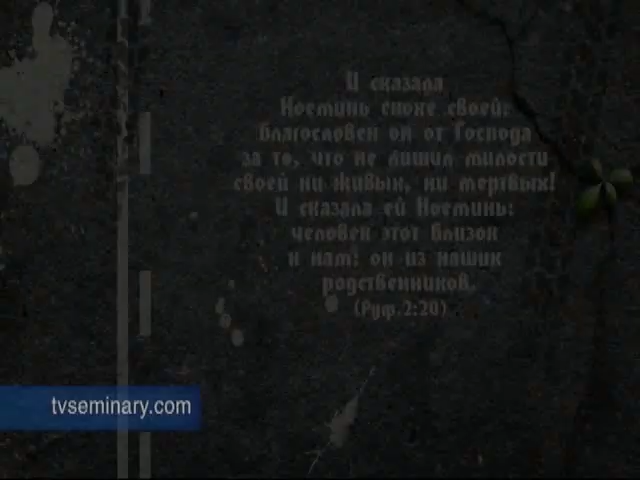 И сказала
Ноеминь снохе своей:
благословен он от Господа
за то, что не лишил милости
своей ни живых, ни мертвых!
И сказала ей Ноеминь:
человек этот близок
к нам; он из наших
родственников.
(Руф.2:20)
tvseminary.com